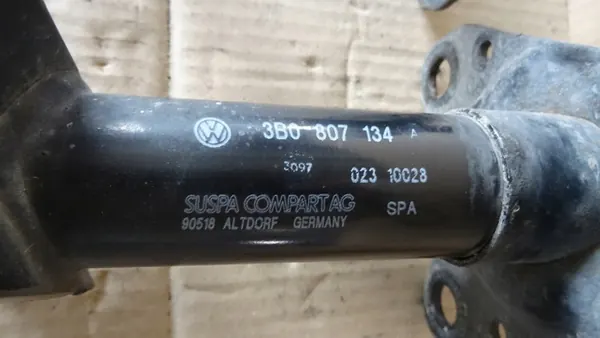 3B0 807 134 A
3097 023 10028
SUSPA COMPART AG
90518 ALTDORF GERMANY SPA